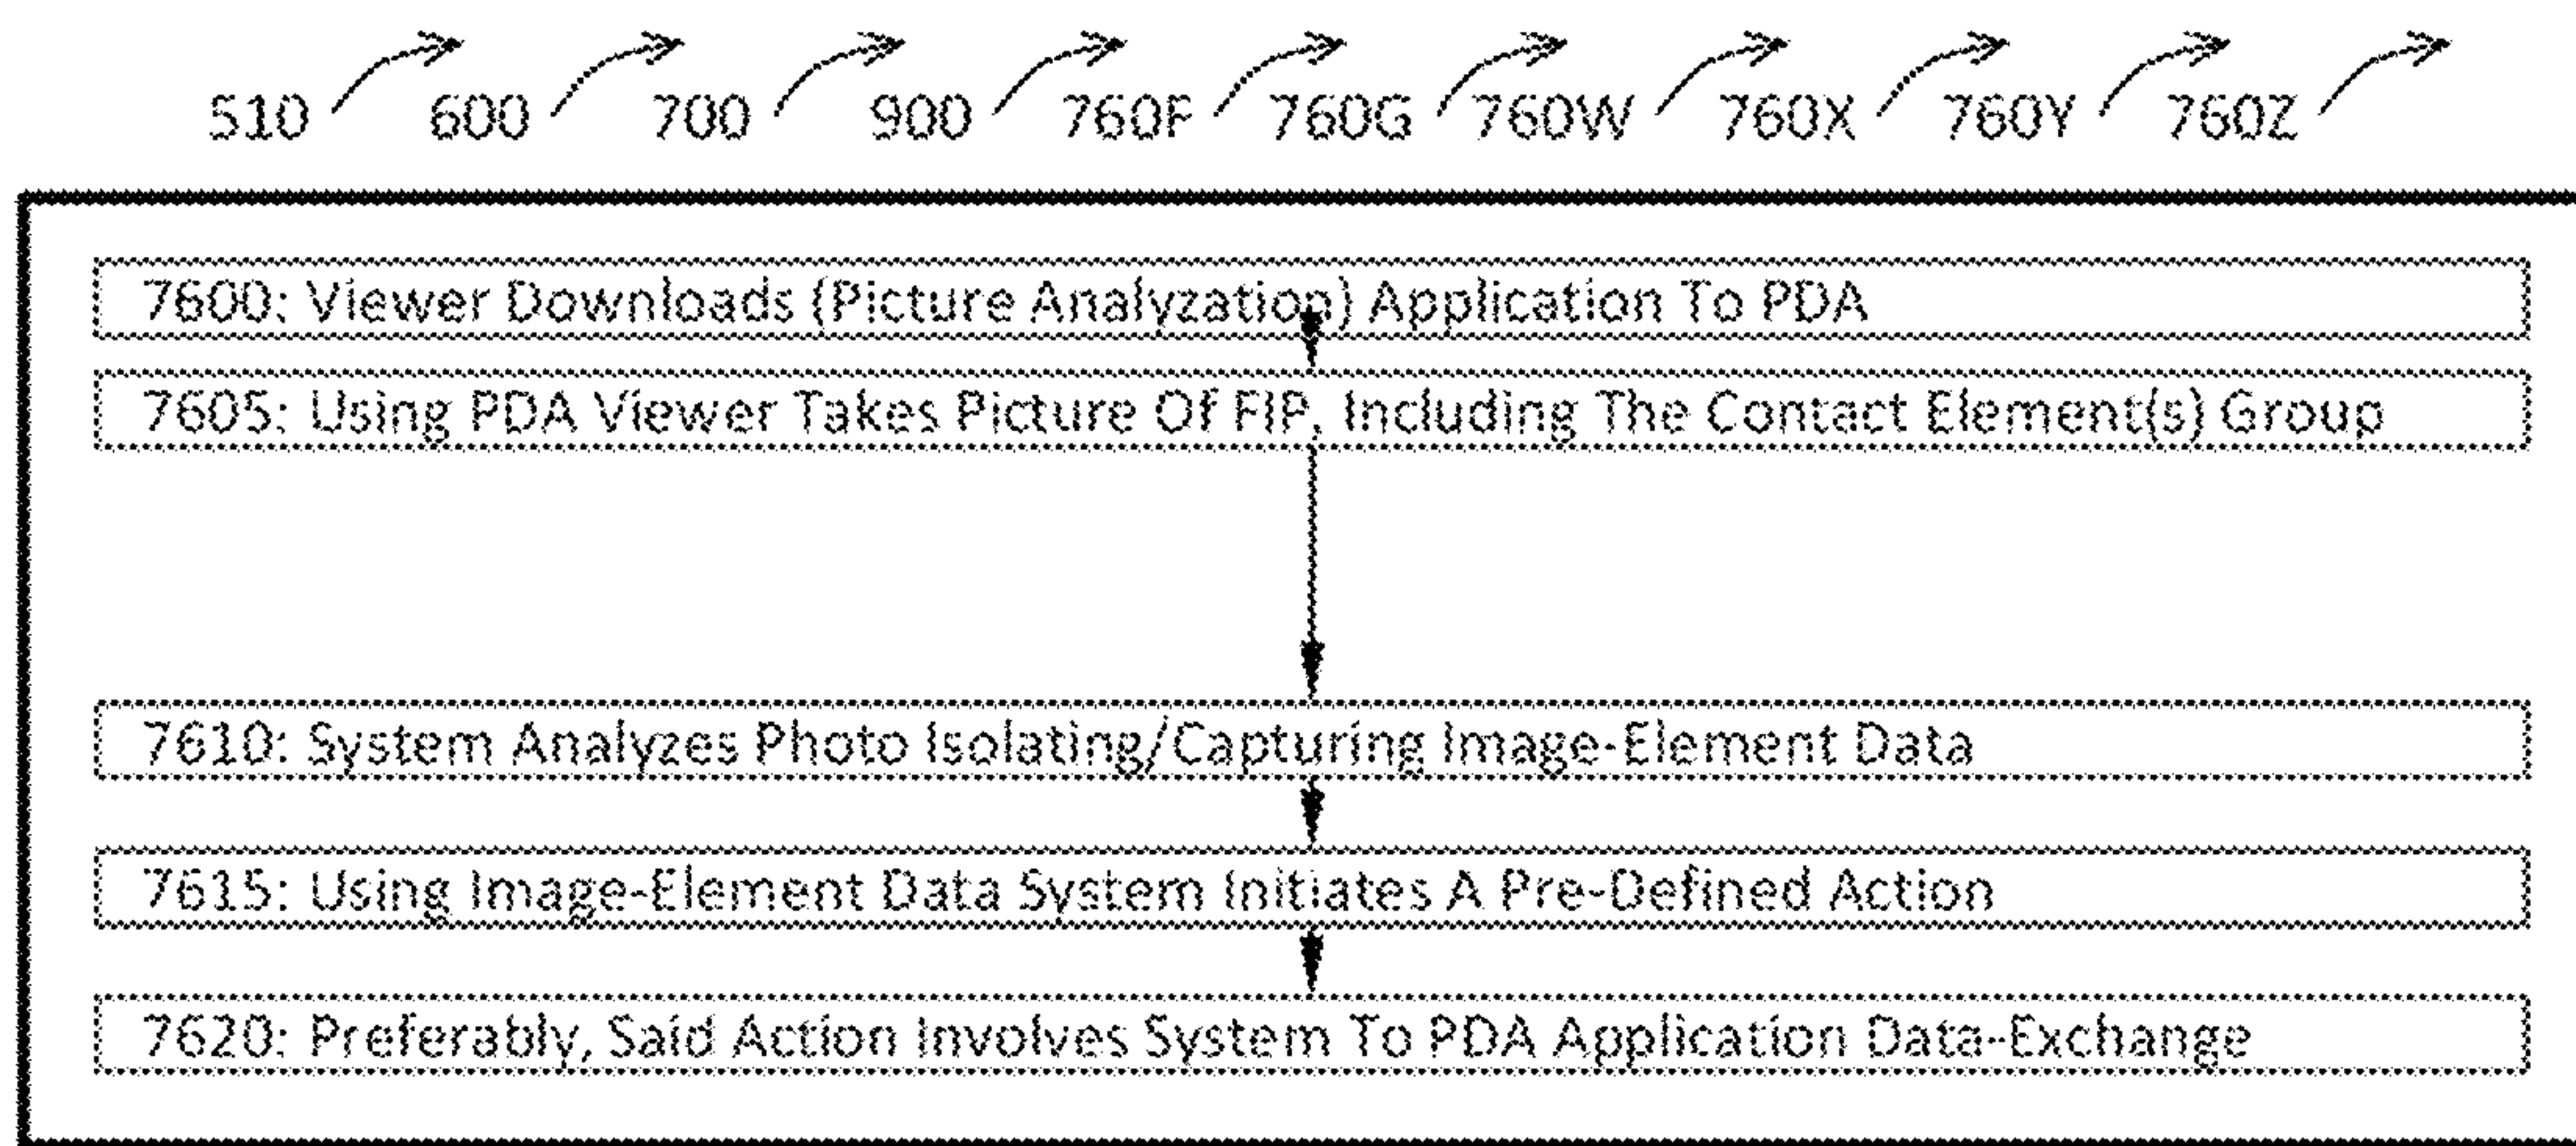 510 600 700 900 760F 760G 760W 760X 760Y 760Z
7600: Viewer Downloads (Picture Analyzation) Application To PDA
7605: Using PDA Viewer Takes Picture Of FIP, Including The Contact Element(s) Group
7610: System Analyzes Photo Isolating/Capturing Image-Element Data
7615: Using Image-Element Data System Initiates A Pre-Defined Action
7620: Preferably, Said Action Involves System To PDA Application Data-Exchange